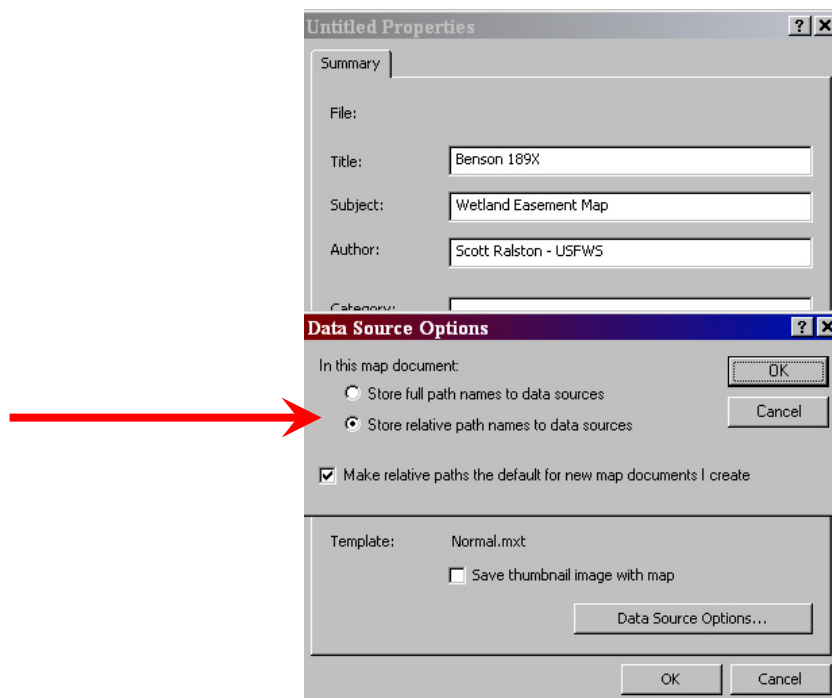 Untitled Properties
Summary
File:
Title: Benson 189X
Subject: Wetland Easement Map
Author: Scott Ralston - USFWS
Category:
Data Source Options
In this map document:
Store full path names to data sources
Store relative path names to data sources
OK
Cancel
Make relative paths the default for new map documents I create
Template: Normal.mxt
Save thumbnail image with map
Data Source Options...
OK Cancel